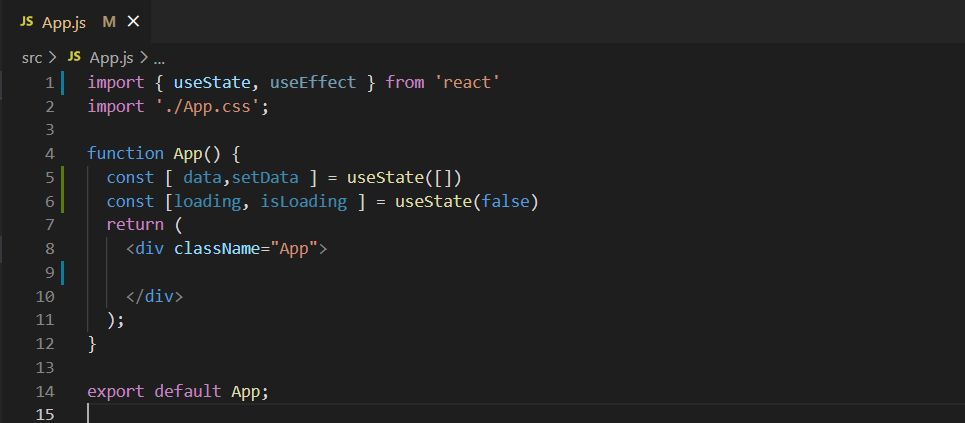 JS App.js M ×
src > JS App.js > ...
1 import { useState, useEffect } from 'react'
2 import './App.css';
3
4 function App() {
5   const [ data,setData ] = useState([])
6   const [loading, isLoading ] = useState(false)
7   return (
8     <div className="App">
9
10     </div>
11   );
12 }
13
14 export default App;
15